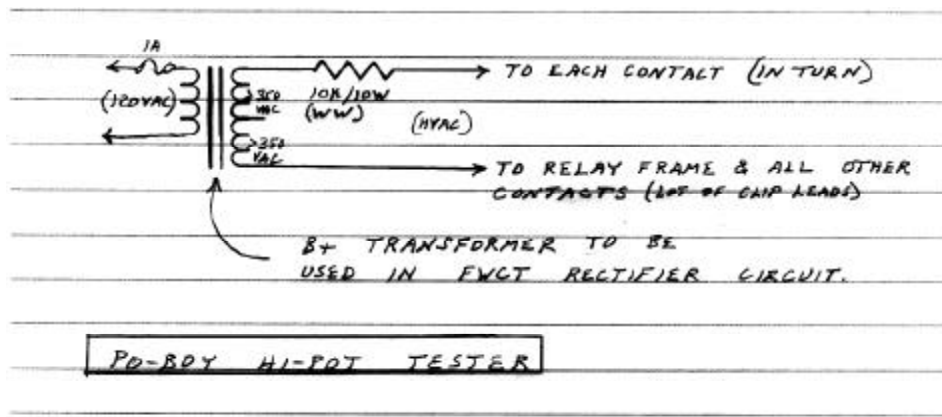 1A
(120VAC)
>350
VAC
>350
VAC
10K/10W
(WW)
(HVAC)
TO EACH CONTACT (IN TURN)
TO RELAY FRAME & ALL OTHER
CONTACTS (LOT OF CLIP LEADS)
B+ TRANSFORMER TO BE
USED IN FWCT RECTIFIER CIRCUIT.
PO-BOY HI-POT TESTER